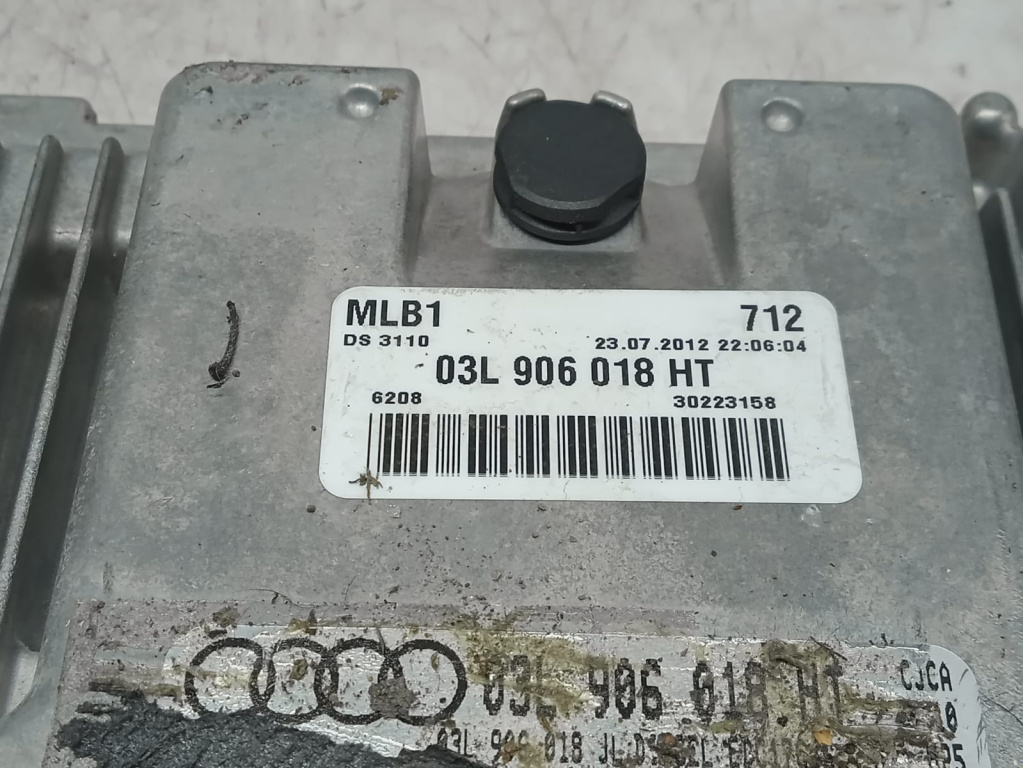 MLB1 712
DS 3110 23.07.2012 22:06:04
03L 906 018 HT
6208 30223158
03L 906 018 HT CJCA
03L 906 018 JL